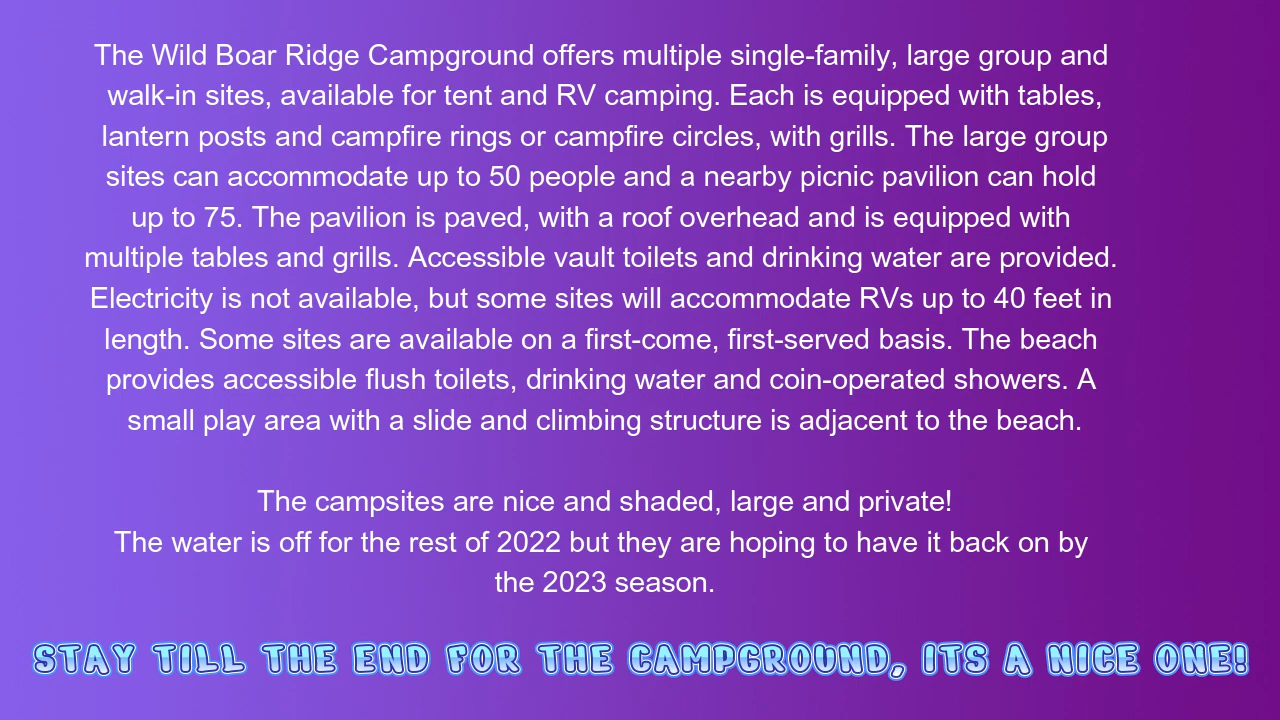 The Wild Boar Ridge Campground offers multiple single-family, large group and
walk-in sites, available for tent and RV camping. Each is equipped with tables,
lantern posts and campfire rings or campfire circles, with grills. The large group
sites can accommodate up to 50 people and a nearby picnic pavilion can hold
up to 75. The pavilion is paved, with a roof overhead and is equipped with
multiple tables and grills. Accessible vault toilets and drinking water are provided.
Electricity is not available, but some sites will accommodate RVs up to 40 feet in
length. Some sites are available on a first-come, first-served basis. The beach
provides accessible flush toilets, drinking water and coin-operated showers. A
small play area with a slide and climbing structure is adjacent to the beach.
The campsites are nice and shaded, large and private!
The water is off for the rest of 2022 but they are hoping to have it back on by
the 2023 season.
STAY TILL THE END FOR THE CAMPGROUND, ITS A NICE ONE!